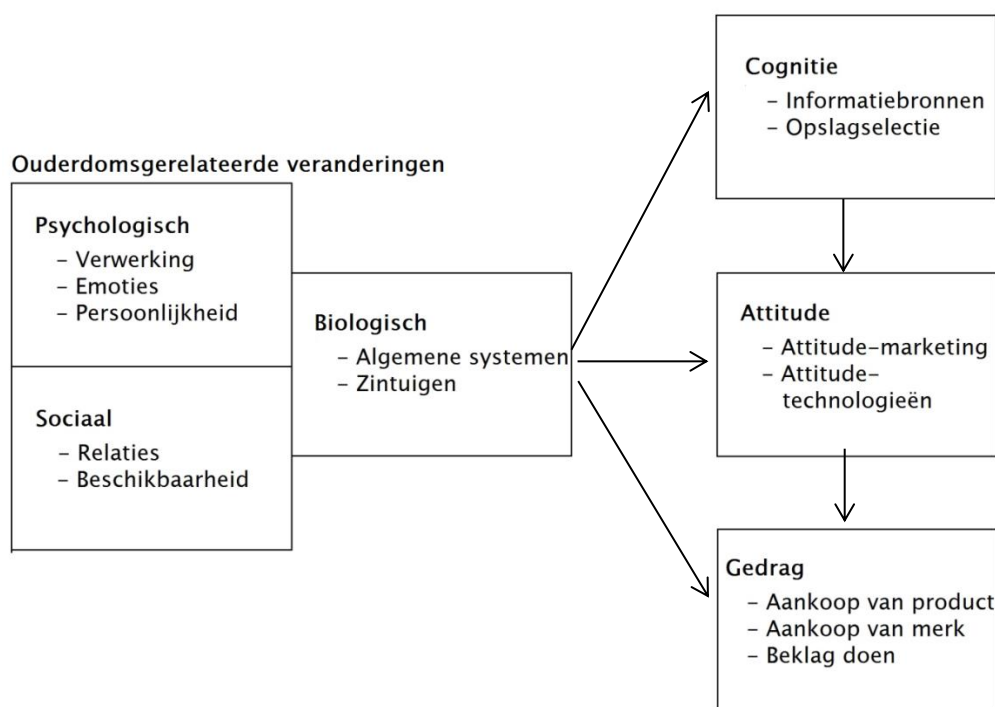 Ouderdomsgerelateerde veranderingen
Psychologisch
– Verwerking
– Emoties
– Persoonlijkheid
Sociaal
– Relaties
– Beschikbaarheid
Biologisch
– Algemene systemen
– Zintuigen
Cognitie
– Informatiebronnen
– Opslagselectie
Attitude
– Attitude–marketing
– Attitude–
technologieën
Gedrag
– Aankoop van product
– Aankoop van merk
– Beklag doen